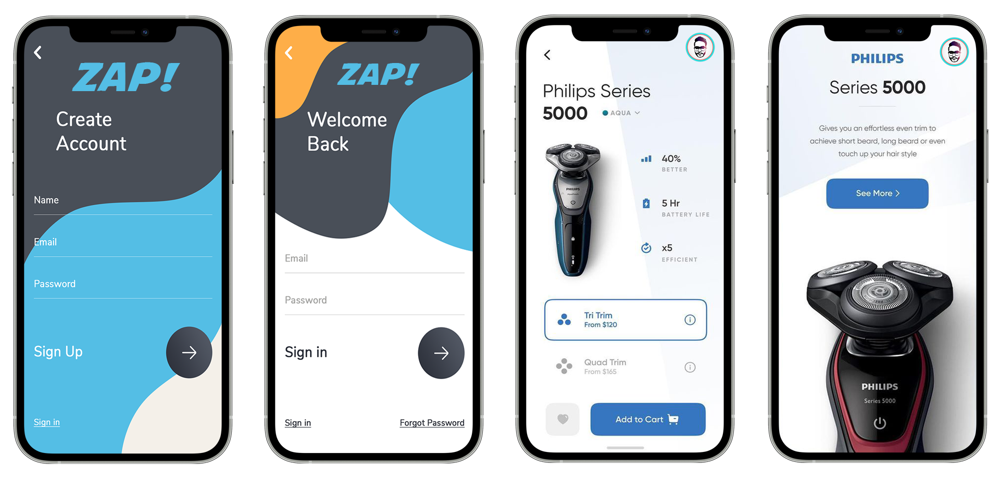 ZAP!
Create
Account
Name
Email
Password
Sign Up
Sign in
ZAP!
Welcome
Back
Email
Password
Sign in
Sign in
Forgot Password
Philips Series
5000
AQUA
PHILIPS
40%
BETTER
5 Hr
BATTERY LIFE
x5
EFFICIENT
Tri Trim
From $120
Quad Trim
From $165
Add to Cart
PHILIPS
Series 5000
Gives you an effortless even trim to
achieve short beard, long beard or even
touch up your hair style
See More
PHILIPS
Series 5000